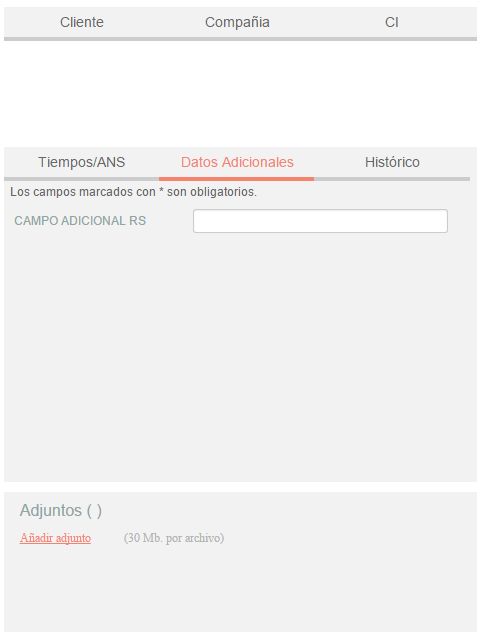 Cliente Compañia CI
Tiempos/ANS Datos Adicionales Histórico
Los campos marcados con * son obligatorios.
CAMPO ADICIONAL RS
Adjuntos ( )
Añadir adjunto (30 Mb. por archivo)